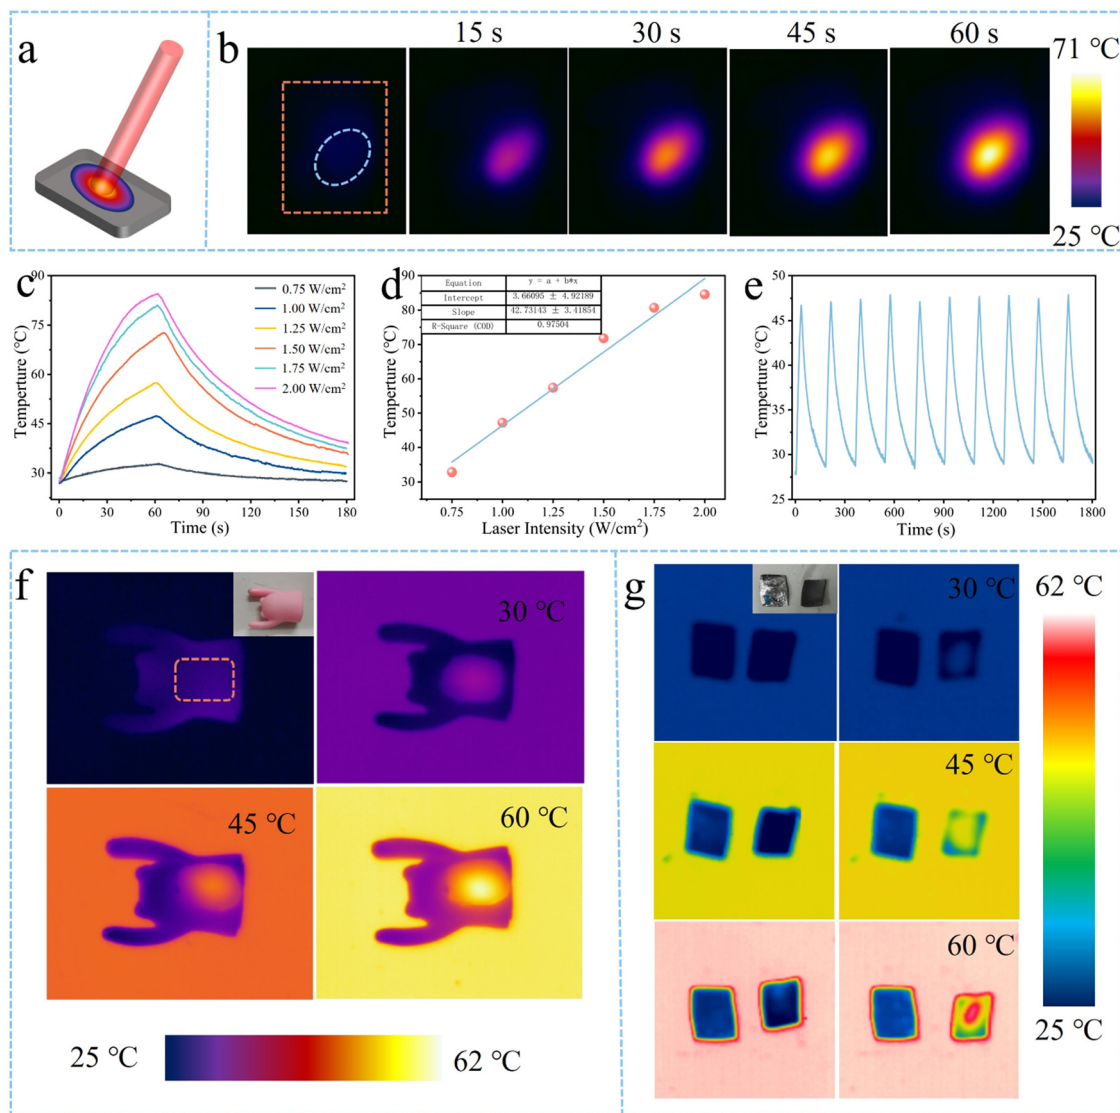 a
b
15 s
30 s
45 s
60 s
71 ℃
25 ℃
c
90
75
60
45
30
Temperture (℃)
0.75 W/cm²
1.00 W/cm²
1.25 W/cm²
1.50 W/cm²
1.75 W/cm²
2.00 W/cm²
0 30 60 90 120 150 180
Time (s)
d
90
80
70
60
50
40
30
Temperture (℃)
Equation y = a + b*x
Intercept 3.66095 ± 4.92189
Slope 42.73143 ± 3.41854
R-Square (COD) 0.97504
0.75 1.00 1.25 1.50 1.75 2.00
Laser Intensity (W/cm²)
e
50
45
40
35
30
25
Temperture (℃)
0 300 600 900 1200 1500 1800
Time (s)
f
30 ℃
45 ℃
60 ℃
25 ℃
62 ℃
g
30 ℃
45 ℃
60 ℃
62 ℃
25 ℃